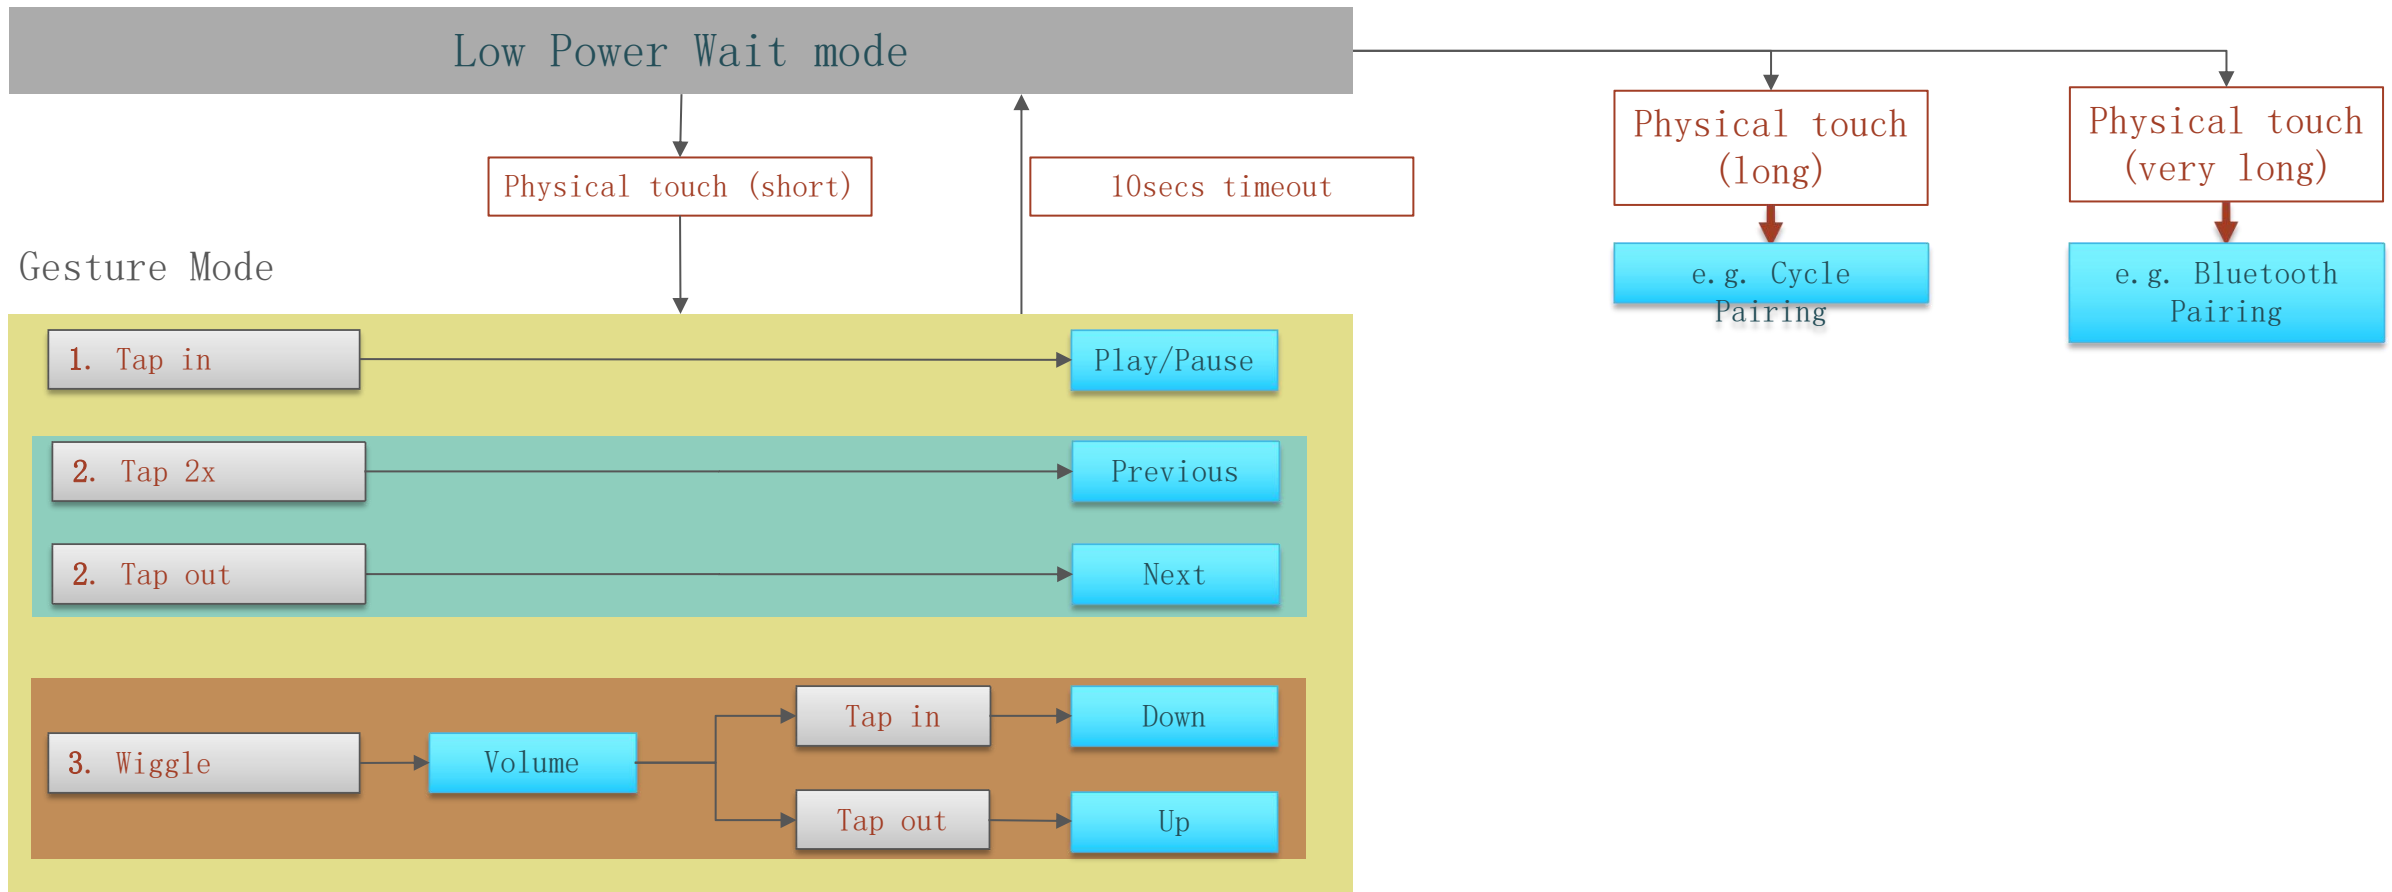 Low Power Wait mode
Physical touch (short)
10secs timeout
Physical touch
(long)
Physical touch
(very long)
e.g. Cycle
Pairing
e.g. Bluetooth
Pairing
Gesture Mode
1. Tap in
Play/Pause
2. Tap 2x
Previous
2. Tap out
Next
3. Wiggle
Volume
Tap in
Down
Tap out
Up